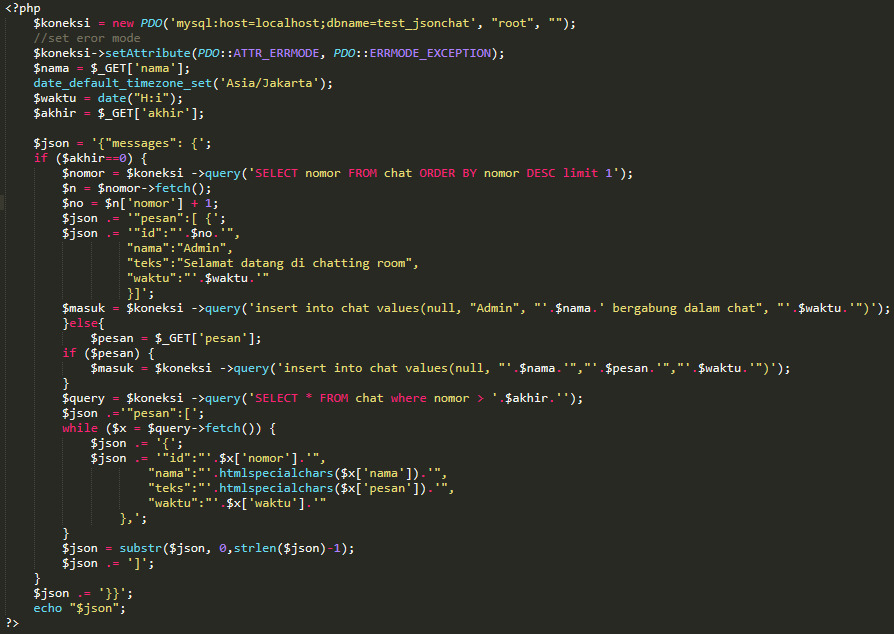 <?php
$koneksi = new PDO('mysql:host=localhost;dbname=test_jsonchat', "root", "");
//set eror mode
$koneksi->setAttribute(PDO::ATTR_ERRMODE, PDO::ERRMODE_EXCEPTION);
$nama = $_GET['nama'];
date_default_timezone_set('Asia/Jakarta');
$waktu = date("H:i");
$akhir = $_GET['akhir'];
$json = '{"messages": {';
if ($akhir==0) {
$nomor = $koneksi ->query('SELECT nomor FROM chat ORDER BY nomor DESC limit 1');
$n = $nomor->fetch();
$no = $n['nomor'] + 1;
$json .= '"pesan":[ {';
$json .= '"id":"'.$no.'",
"nama":"Admin",
"teks":"Selamat datang di chatting room",
"waktu":"'.$waktu.'"
}]';
$masuk = $koneksi ->query('insert into chat values(null, "Admin", "'.$nama.' bergabung dalam chat", "'.$waktu.'")');
}else{
$pesan = $_GET['pesan'];
if ($pesan) {
$masuk = $koneksi ->query('insert into chat values(null, "'.$nama.'","'.$pesan.'","'.$waktu.'")');
}
$query = $koneksi ->query('SELECT * FROM chat where nomor > '.$akhir.'');
$json .='"pesan":[';
while ($x = $query->fetch()) {
$json .= '{';
$json .= '"id":"'.$x['nomor'].'",
"nama":"'.htmlspecialchars($x['nama']).'",
"teks":"'.htmlspecialchars($x['pesan']).'",
"waktu":"'.$x['waktu'].'"
},';
}
$json = substr($json, 0,strlen($json)-1);
$json .= ']';
}
$json .= '}}';
echo "$json";
?>